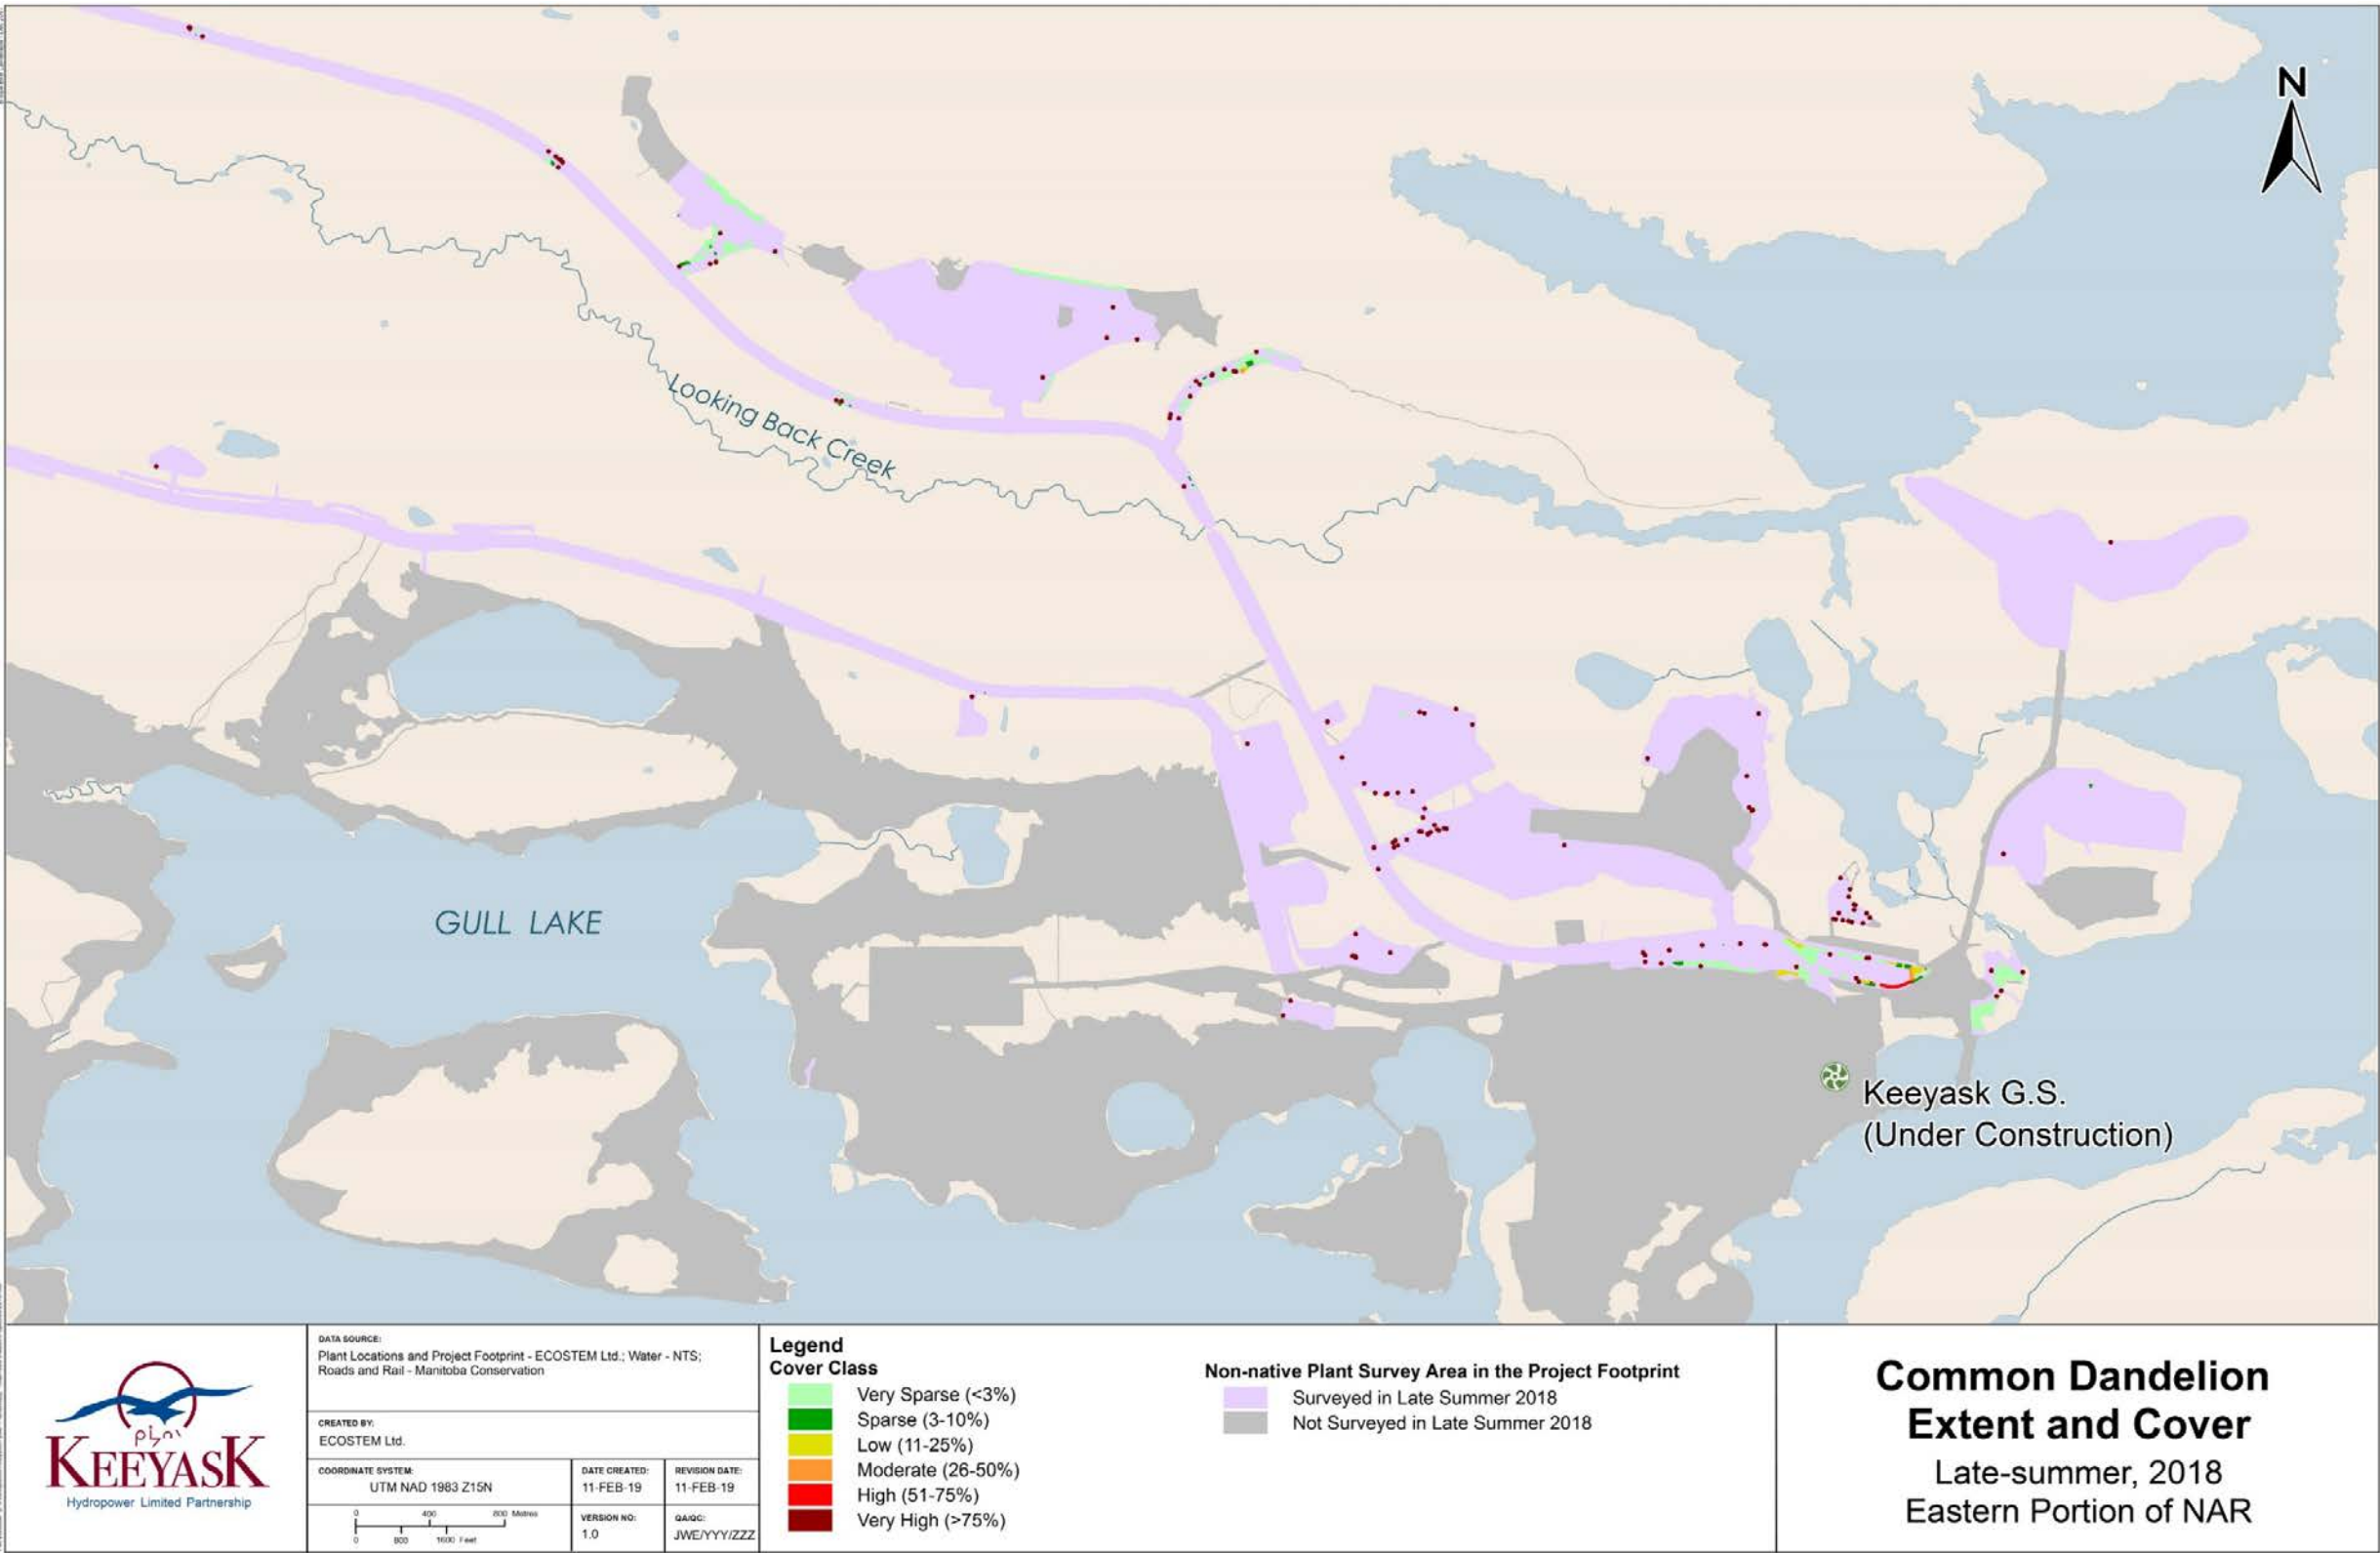 N
Looking Back Creek
GULL LAKE
Keeyask G.S.
(Under Construction)
KEEYASK
Hydropower Limited Partnership
DATA SOURCE:
Plant Locations and Project Footprint - ECOSTEM Ltd.; Water - NTS;
Roads and Rail - Manitoba Conservation
CREATED BY:
ECOSTEM Ltd.
COORDINATE SYSTEM:
UTM NAD 1983 Z15N
DATE CREATED:
11-FEB-19
REVISION DATE:
11-FEB-19
0 400 800 Metres
0 800 1600 Feet
VERSION NO:
1.0
QA/QC:
JWE/YYY/ZZZ
Legend
Cover Class
Very Sparse (<3%)
Sparse (3-10%)
Low (11-25%)
Moderate (26-50%)
High (51-75%)
Very High (>75%)
Non-native Plant Survey Area in the Project Footprint
Surveyed in Late Summer 2018
Not Surveyed in Late Summer 2018
Common Dandelion
Extent and Cover
Late-summer, 2018
Eastern Portion of NAR